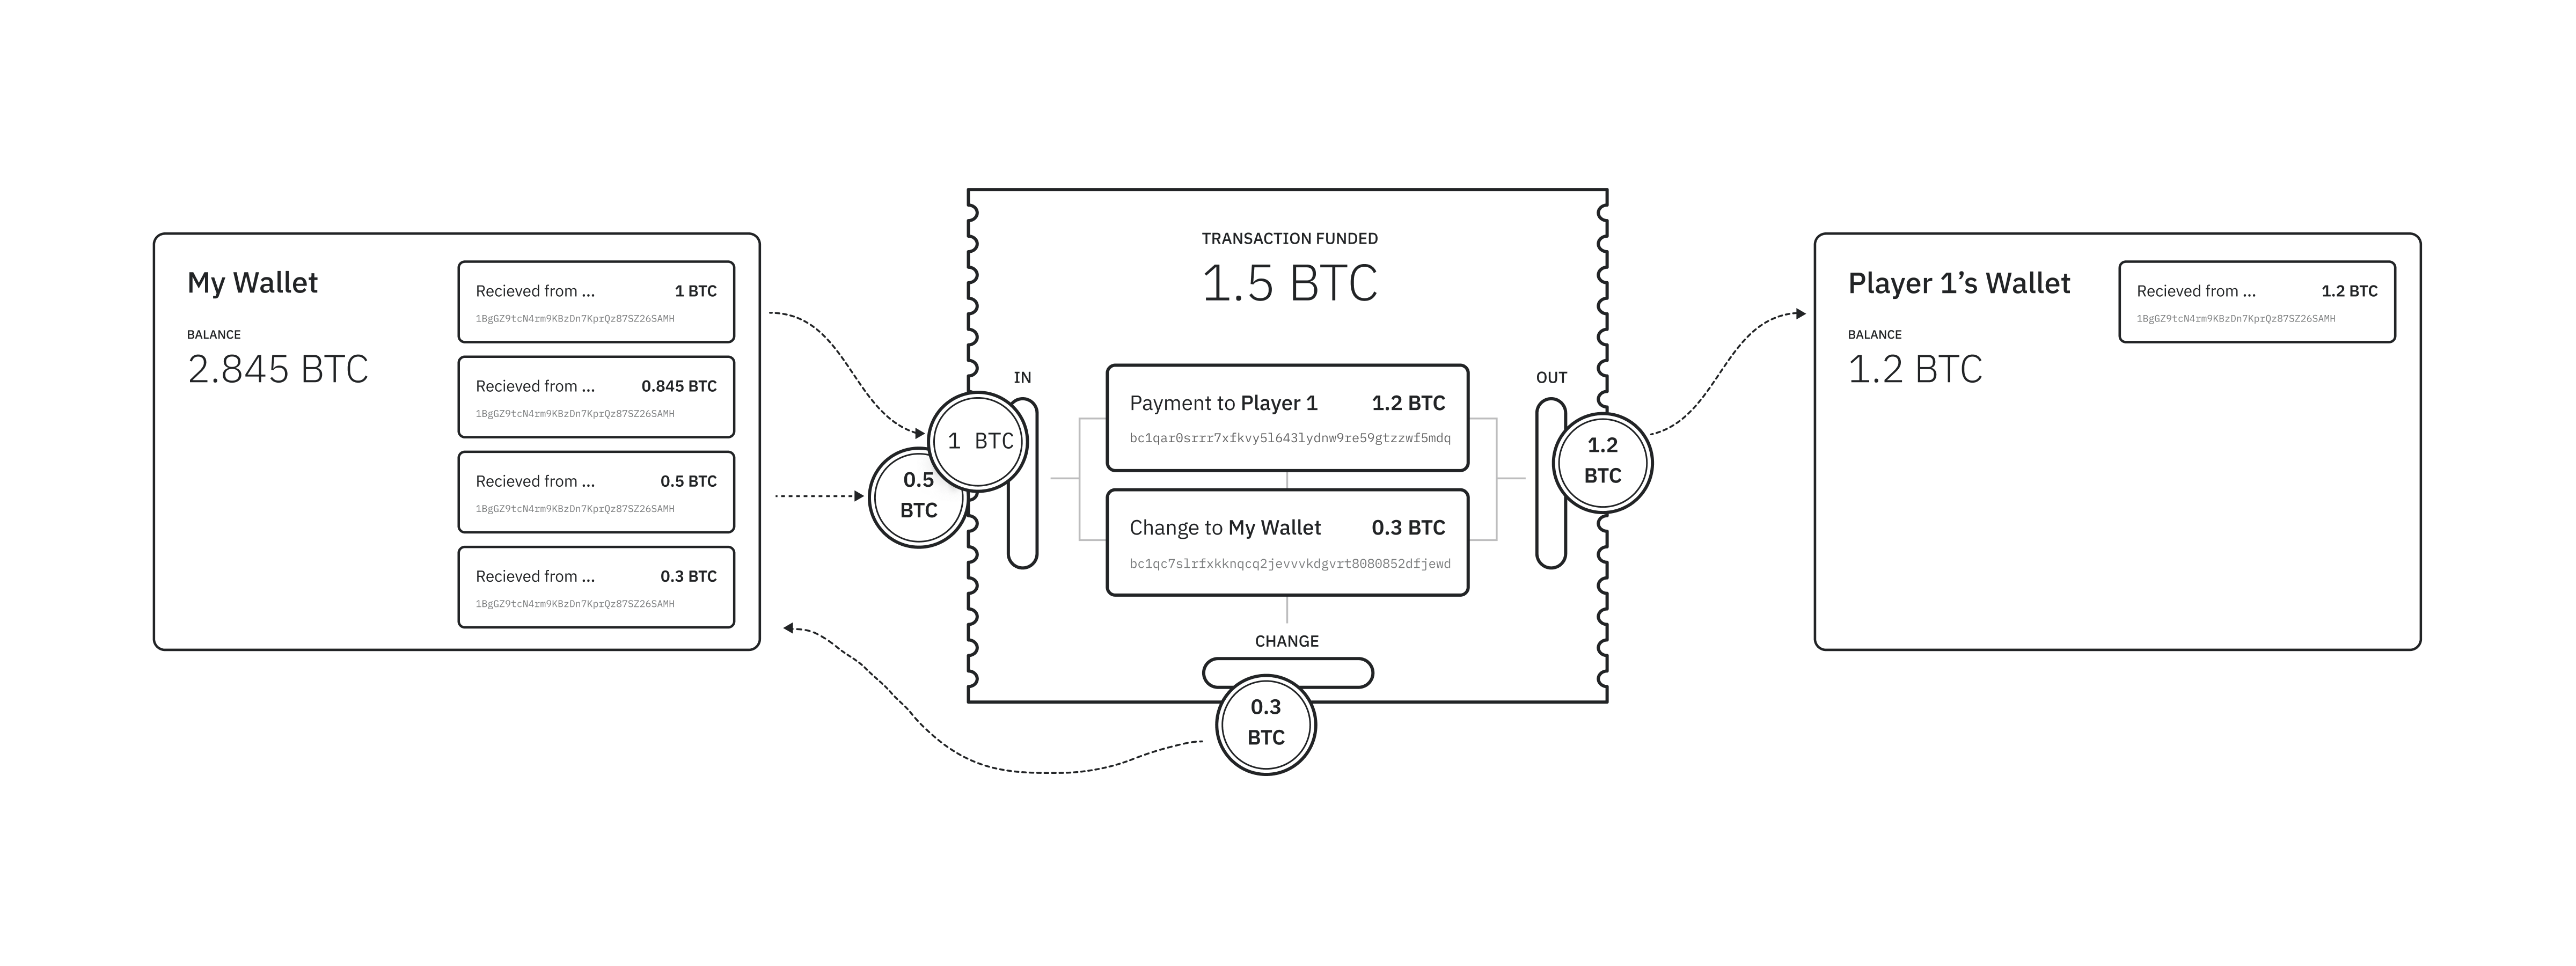 My Wallet
BALANCE
2.845 BTC
Recieved from ... 1 BTC
1BgGZ9tcN4rm9KBzDn7KprQz87SZ26SAMH
Recieved from ... 0.845 BTC
1BgGZ9tcN4rm9KBzDn7KprQz87SZ26SAMH
Recieved from ... 0.5 BTC
1BgGZ9tcN4rm9KBzDn7KprQz87SZ26SAMH
Recieved from ... 0.3 BTC
1BgGZ9tcN4rm9KBzDn7KprQz87SZ26SAMH
1 BTC
0.5
BTC
TRANSACTION FUNDED
1.5 BTC
IN
Payment to Player 1 1.2 BTC
bc1qar0srrr7xfkvy5l643lydnw9re59gtzzwf5mdq
Change to My Wallet 0.3 BTC
bc1qc7slrfxkknqcq2jevvvkdgvrt8080852dfjewd
OUT
1.2
BTC
CHANGE
0.3
BTC
Player 1’s Wallet
BALANCE
1.2 BTC
Recieved from ... 1.2 BTC
1BgGZ9tcN4rm9KBzDn7KprQz87SZ26SAMH